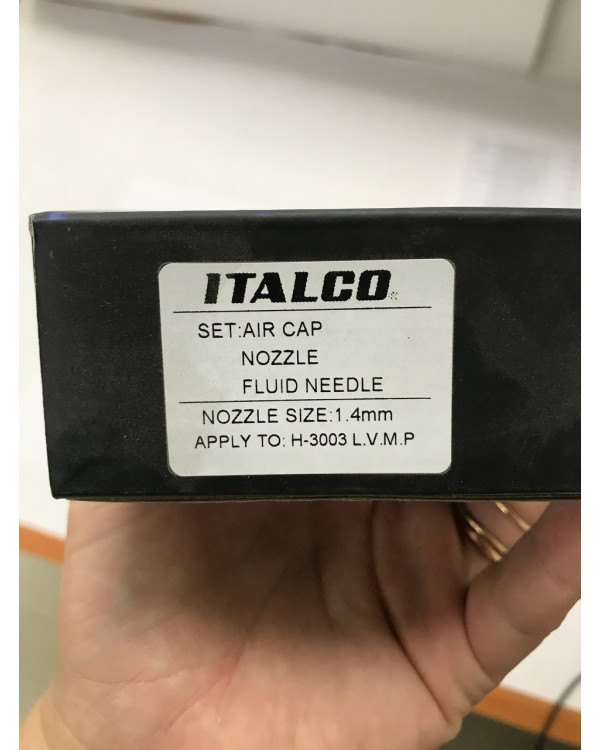 ITALCO®
SET:AIR CAP
NOZZLE
FLUID NEEDLE
NOZZLE SIZE:1.4mm
APPLY TO: H-3003 L.V.M.P